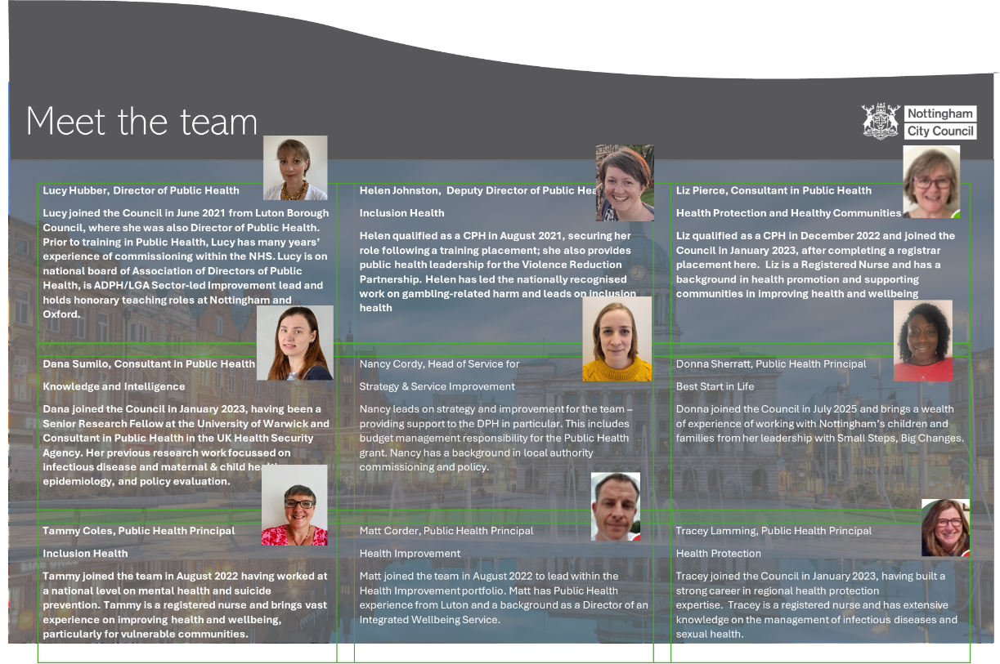 Meet the team
Nottingham
City Council
Lucy Hubber, Director of Public Health
Lucy joined the Council in June 2021 from Luton Borough
Council, where she was also Director of Public Health.
Prior to training in Public Health, Lucy has many years’
experience of commissioning within the NHS. Lucy is on
national board of Association of Directors of Public
Health, is ADPH/LGA Sector-led Improvement lead and
holds honorary teaching roles at Nottingham and
Oxford.
Helen Johnston, Deputy Director of Public
Inclusion Health
Helen qualified as a CPH in August 2021, securing her
role following a training placement; she also provides
public health leadership for the Violence Reduction
Partnership. Helen has led the nationally recognised
work on gambling-related harm and leads on inclusion
health
Liz Pierce, Consultant in Public Health
Health Protection and Healthy Communities
Liz qualified as a CPH in December 2022 and joined the
Council in January 2023, after completing a registrar
placement here. Liz is a Registered Nurse and has a
background in health promotion and supporting
communities in improving health and wellbeing
Dana Sumilo, Consultant in Public Health
Knowledge and Intelligence
Dana joined the Council in January 2023, having been a
Senior Research Fellow at the University of Warwick and
Consultant in Public Health in the UK Health Security
Agency. Her previous research work focussed on
infectious disease and maternal & child health
epidemiology, and policy evaluation.
Nancy Cordy, Head of Service for
Strategy & Service Improvement
Nancy leads on strategy and improvement for the team –
providing support to the DPH in particular. This includes
budget management responsibility for the Public Health
grant. Nancy has a background in local authority
commissioning and policy.
Donna Sherratt, Public Health Principal
Best Start in Life
Donna joined the Council in July 2025 and brings a wealth
of experience of working with Nottingham’s children and
families from her leadership with Small Steps, Big Changes.
Tammy Coles, Public Health Principal
Inclusion Health
Tammy joined the team in August 2022 having worked at
a national level on mental health and suicide
prevention. Tammy is a registered nurse and brings vast
experience on improving health and wellbeing,
particularly for vulnerable communities.
Matt Corder, Public Health Principal
Health Improvement
Matt joined the team in August 2022 to lead within the
Health Improvement portfolio. Matt has Public Health
experience from Luton and a background as a Director of an
Integrated Wellbeing Service.
Tracey Lamming, Public Health Principal
Health Protection
Tracey joined the Council in January 2023, having built a
strong career in regional health protection
expertise. Tracey is a registered nurse and has extensive
knowledge on the management of infectious diseases and
sexual health.